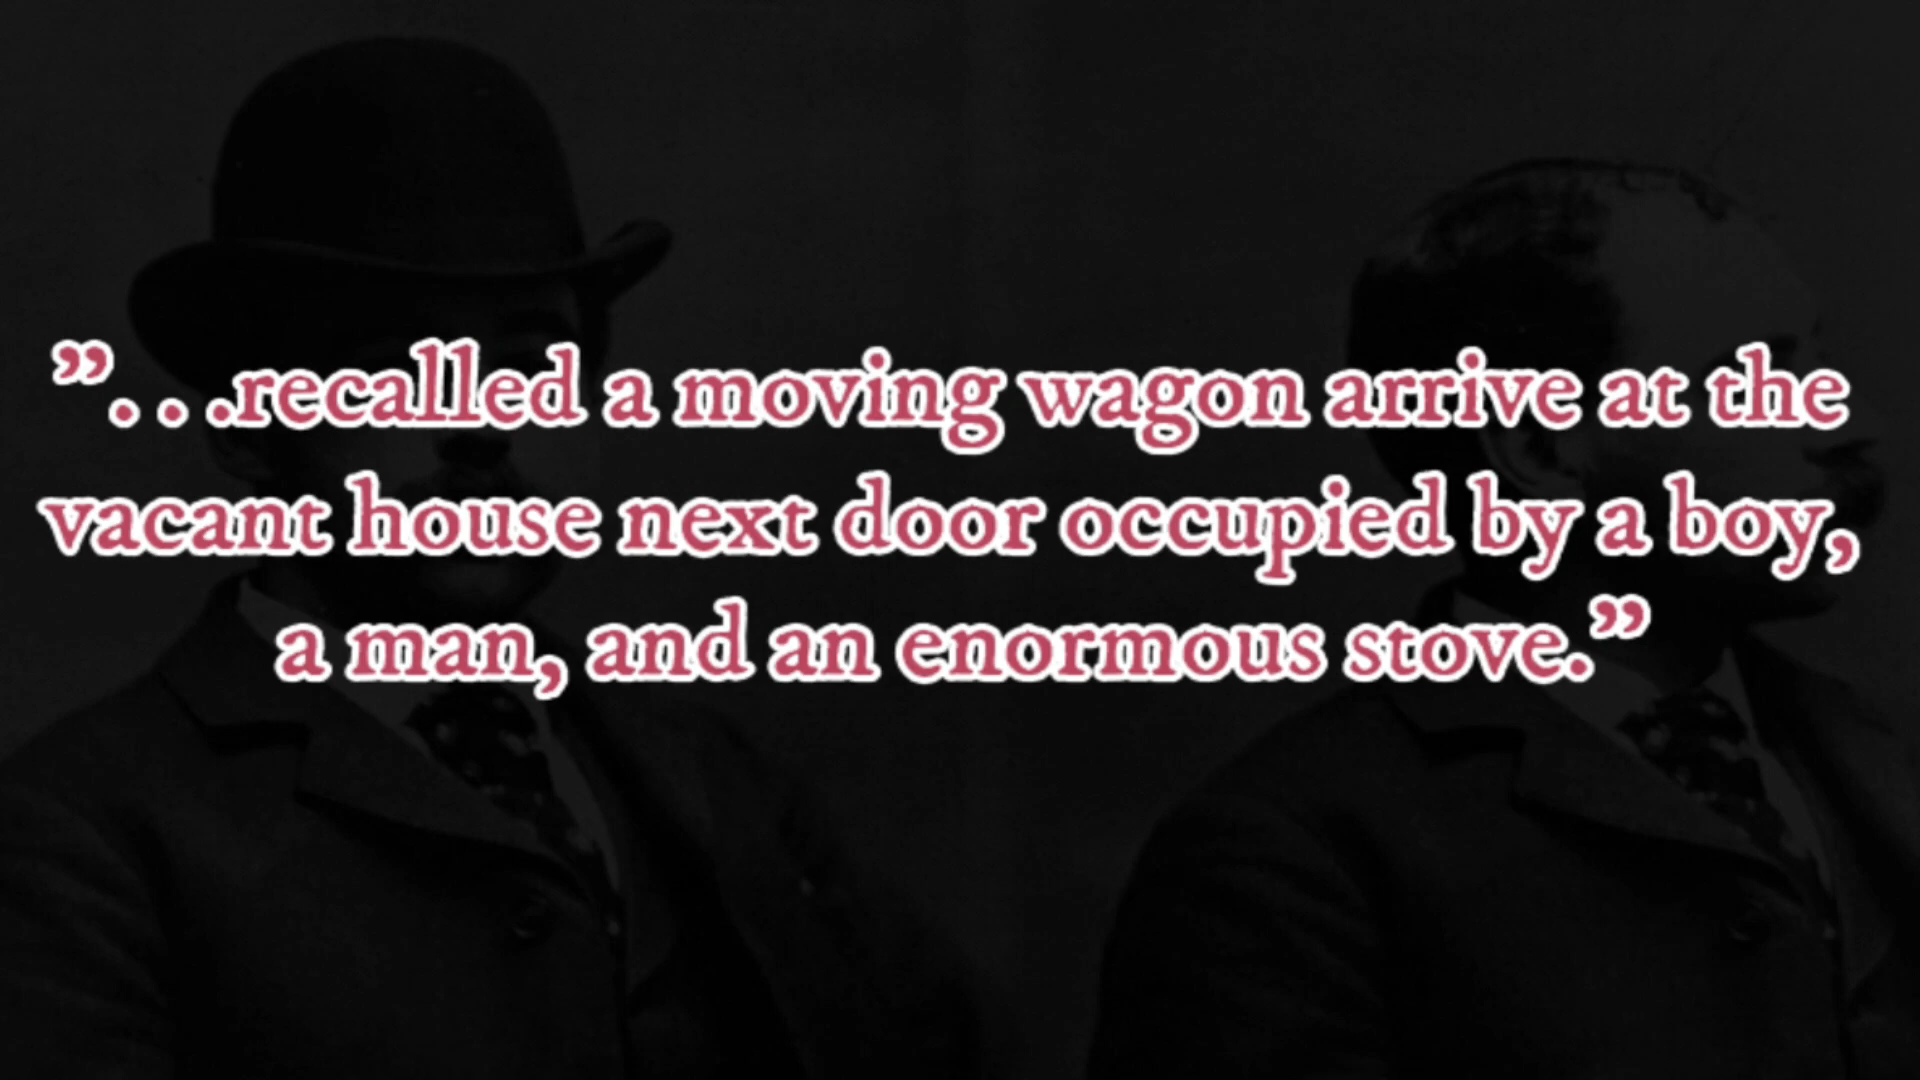 ”. . .recalled a moving wagon arrive at the
vacant house next door occupied by a boy,
a man, and an enormous stove.”